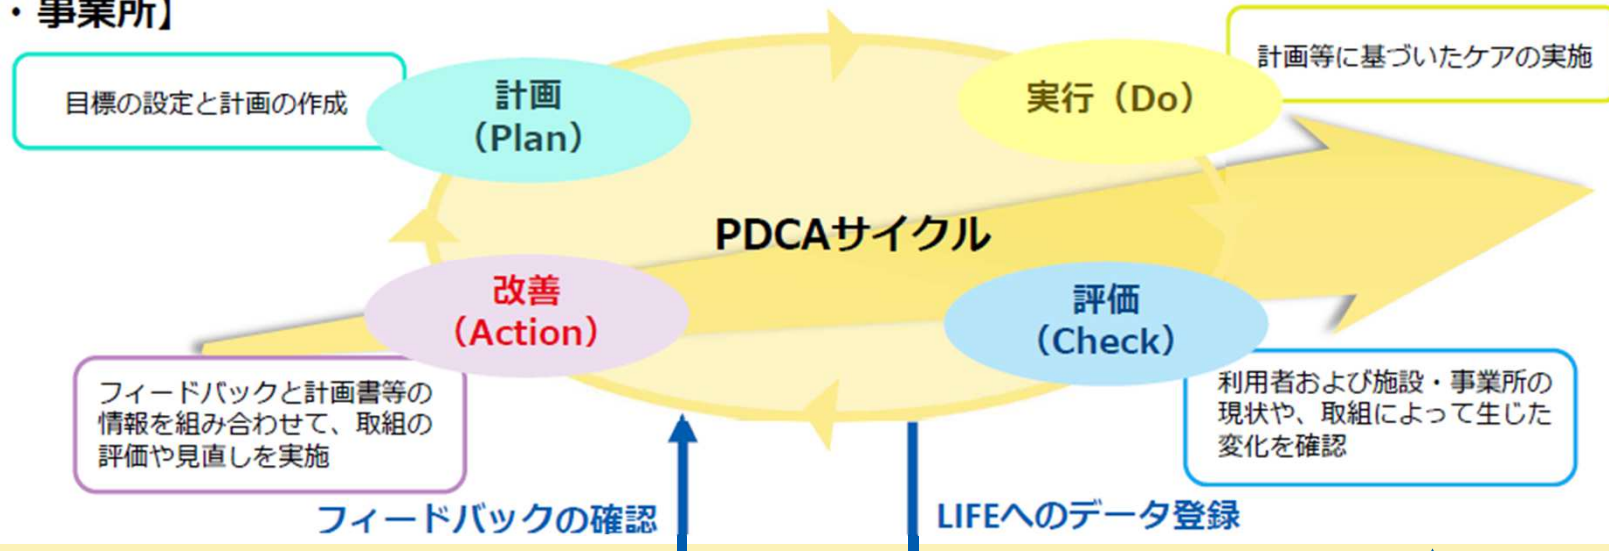 ・事業所】
目標の設定と計画の作成
計画
（Plan）
実行（Do）
計画等に基づいたケアの実施
PDCAサイクル
改善
（Action）
評価
（Check）
フィードバックと計画書等の
情報を組み合わせて、取組の
評価や見直しを実施
利用者および施設・事業所の
現状や、取組によって生じた
変化を確認
フィードバックの確認
LIFEへのデータ登録